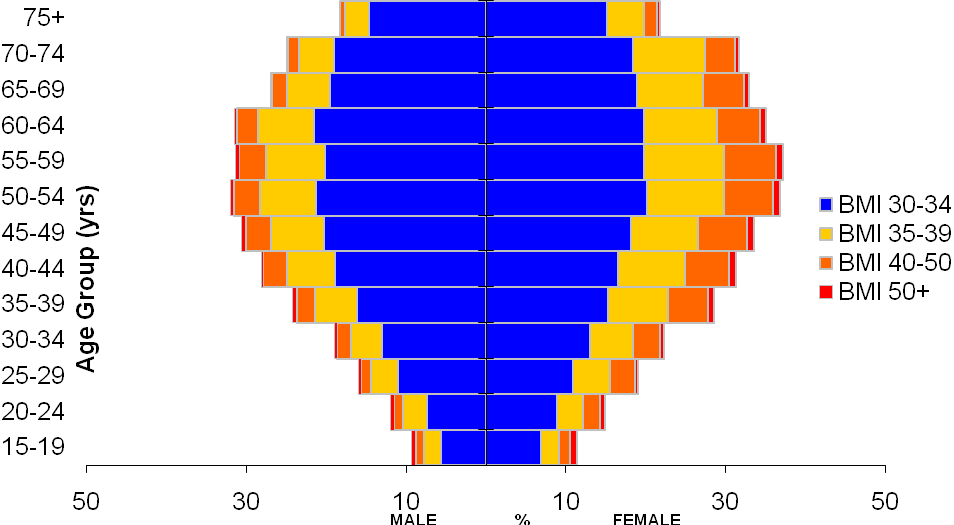 75+
70-74
65-69
60-64
55-59
50-54
45-49
40-44
35-39
30-34
25-29
20-24
15-19
Age Group (yrs)
BMI 30-34
BMI 35-39
BMI 40-50
BMI 50+
50 30 10 10 30 50
MALE % FEMALE